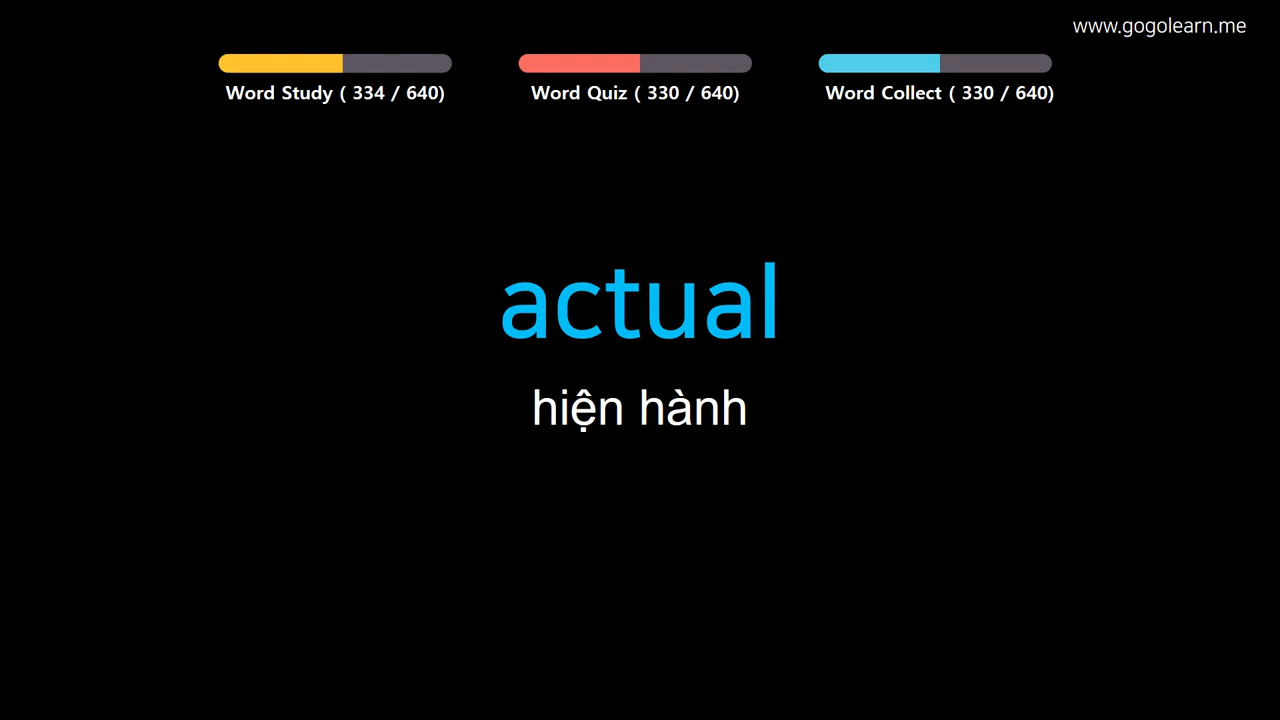 www.gogolearn.me
Word Study ( 334 / 640)
Word Quiz ( 330 / 640)
Word Collect ( 330 / 640)
actual
hiện hành